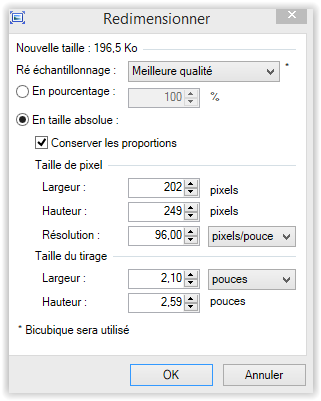 Redimensionner
Nouvelle taille : 196,5 Ko
Ré échantillonnage : Meilleure qualité *
En pourcentage : 100 %
En taille absolue :
Conserver les proportions
Taille de pixel
Largeur : 202 pixels
Hauteur : 249 pixels
Résolution : 96,00 pixels/pouce
Taille du tirage
Largeur : 2,10 pouces
Hauteur : 2,59 pouces
* Bicubique sera utilisé
OK Annuler